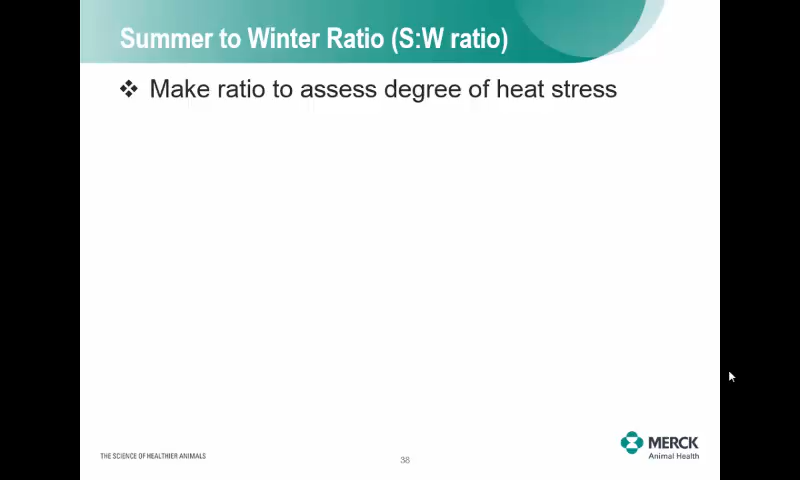 Summer to Winter Ratio (S:W ratio)
Make ratio to assess degree of heat stress
THE SCIENCE OF HEALTHIER ANIMALS
38
MERCK
Animal Health